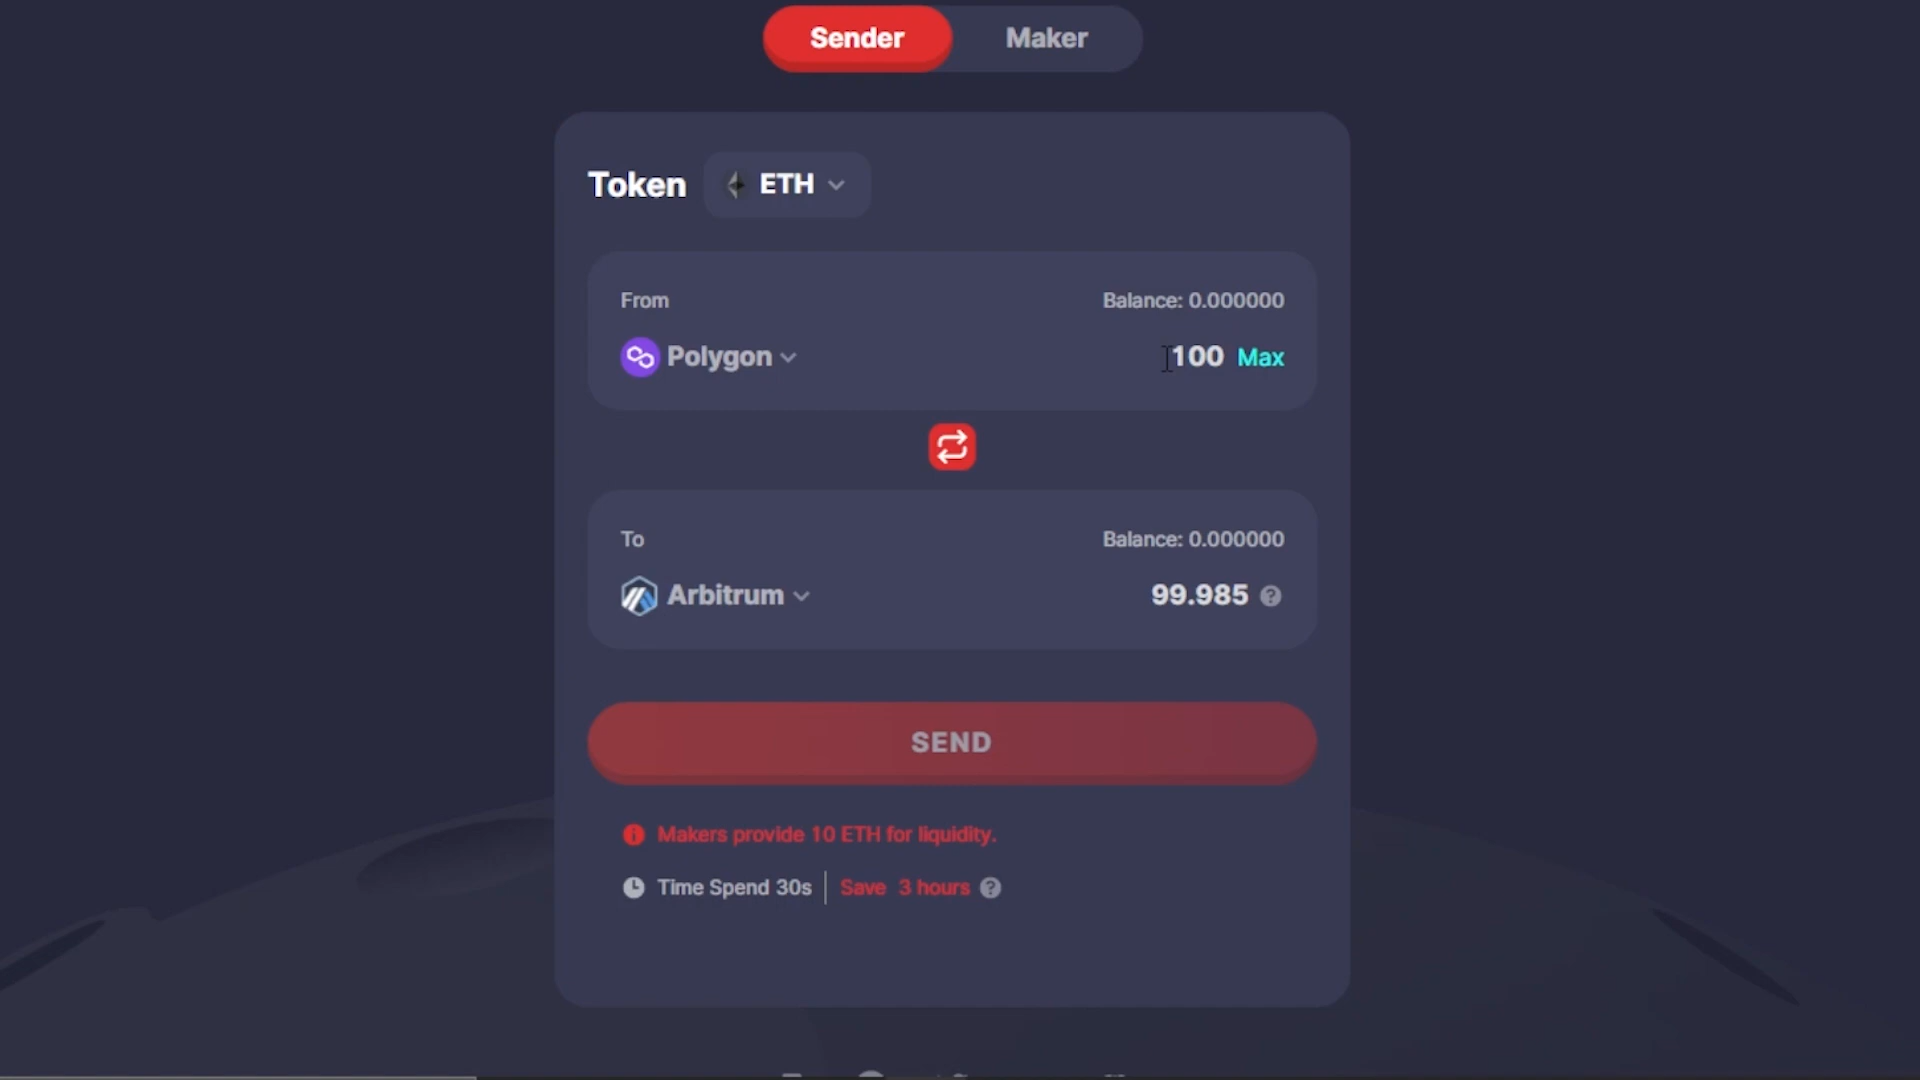 Sender Maker
Token ETH
From Balance: 0.000000
Polygon 100 Max
To Balance: 0.000000
Arbitrum 99.985
SEND
Makers provide 10 ETH for liquidity.
Time Spend 30s Save 3 hours